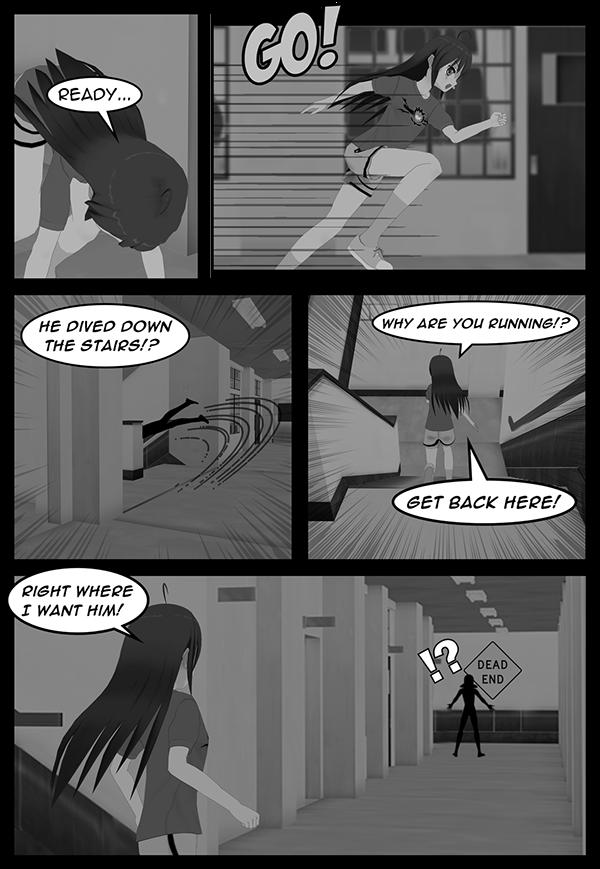 READY...
GO!
HE DIVED DOWN
THE STAIRS!?
WHY ARE YOU RUNNING!?
GET BACK HERE!
RIGHT WHERE
I WANT HIM!
!?
DEAD
END